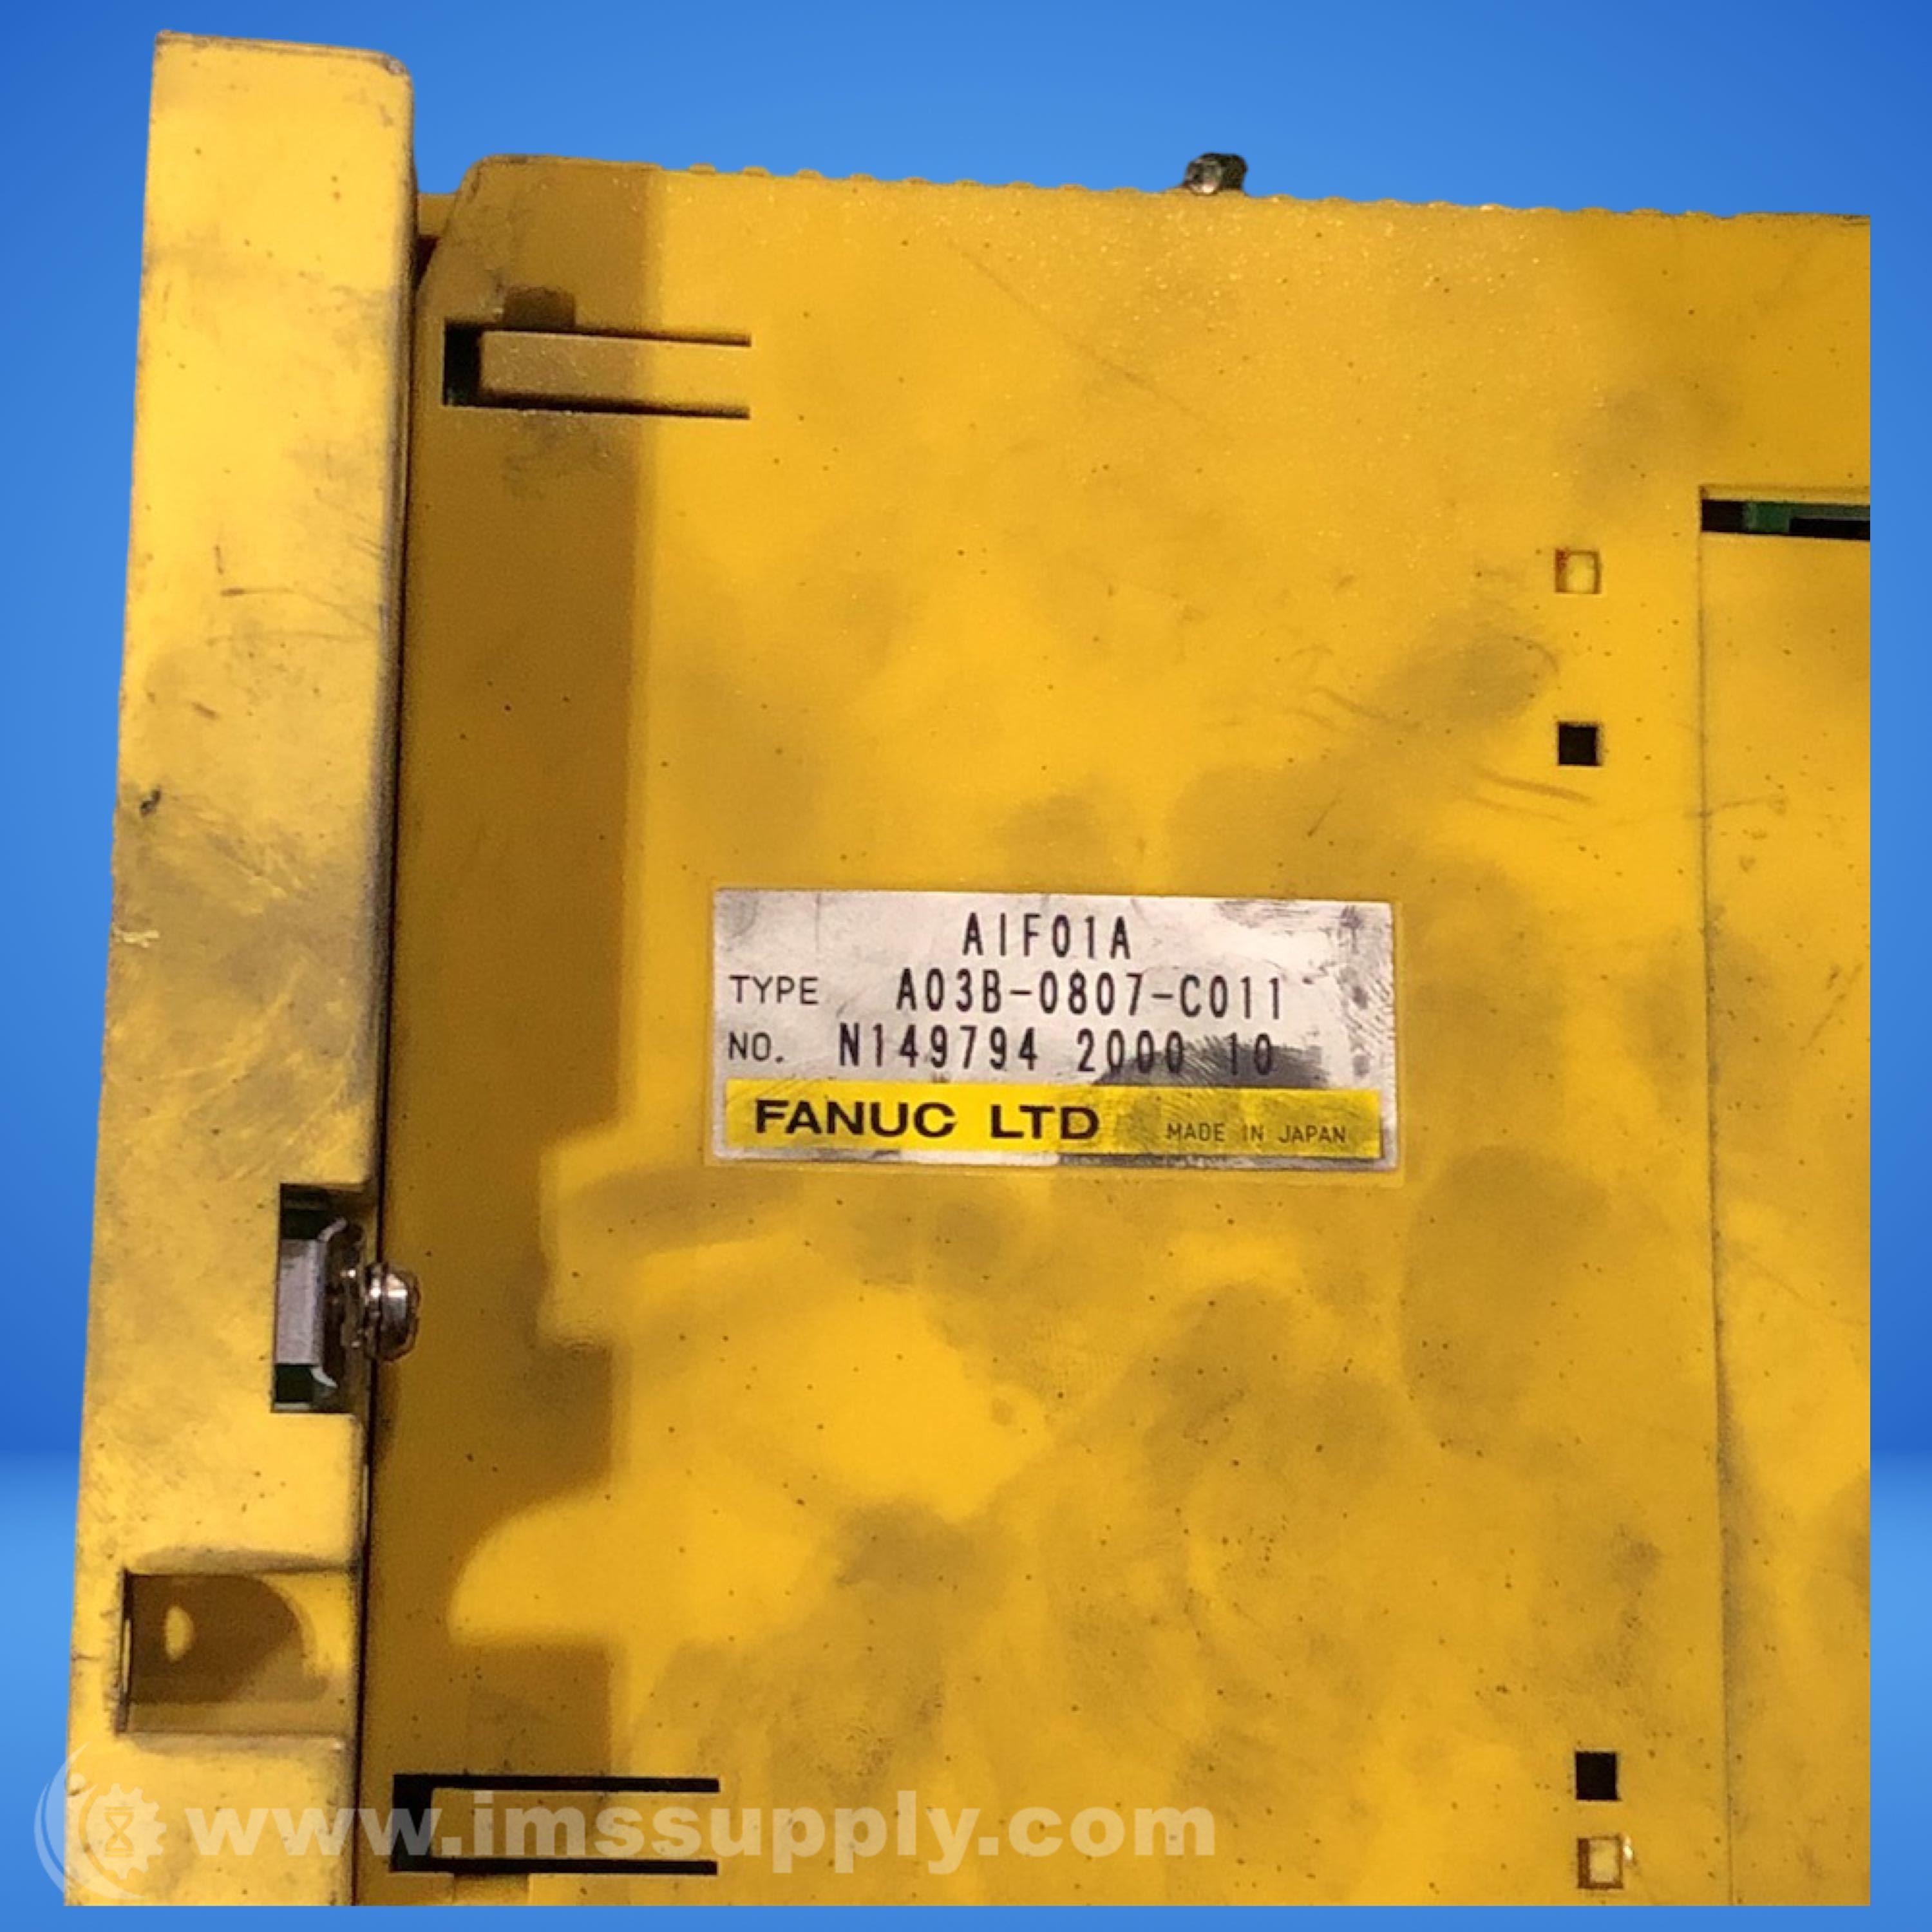 AIF01A
TYPE A03B-0807-C011
NO. N149794 2000 10
FANUC LTD MADE IN JAPAN
www.imssupply.com